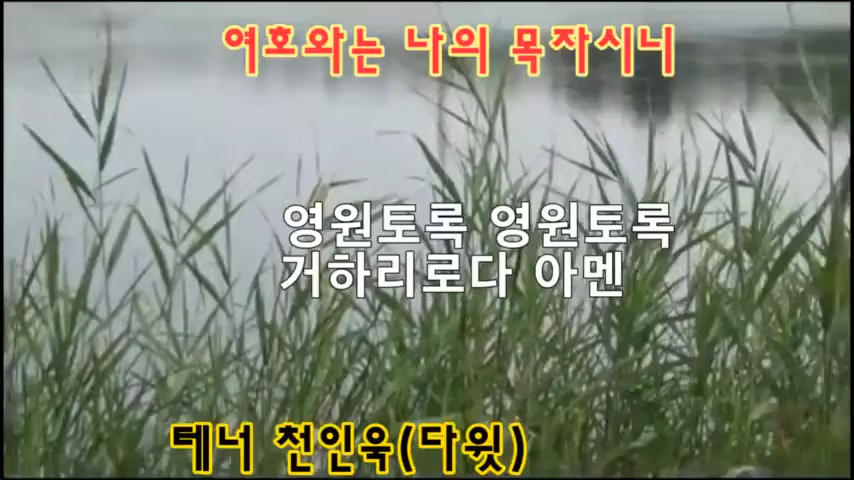 여호와는 나의 목자시니
영원토록 영원토록
거하리로다 아멘
테너 천인욱(다윗)